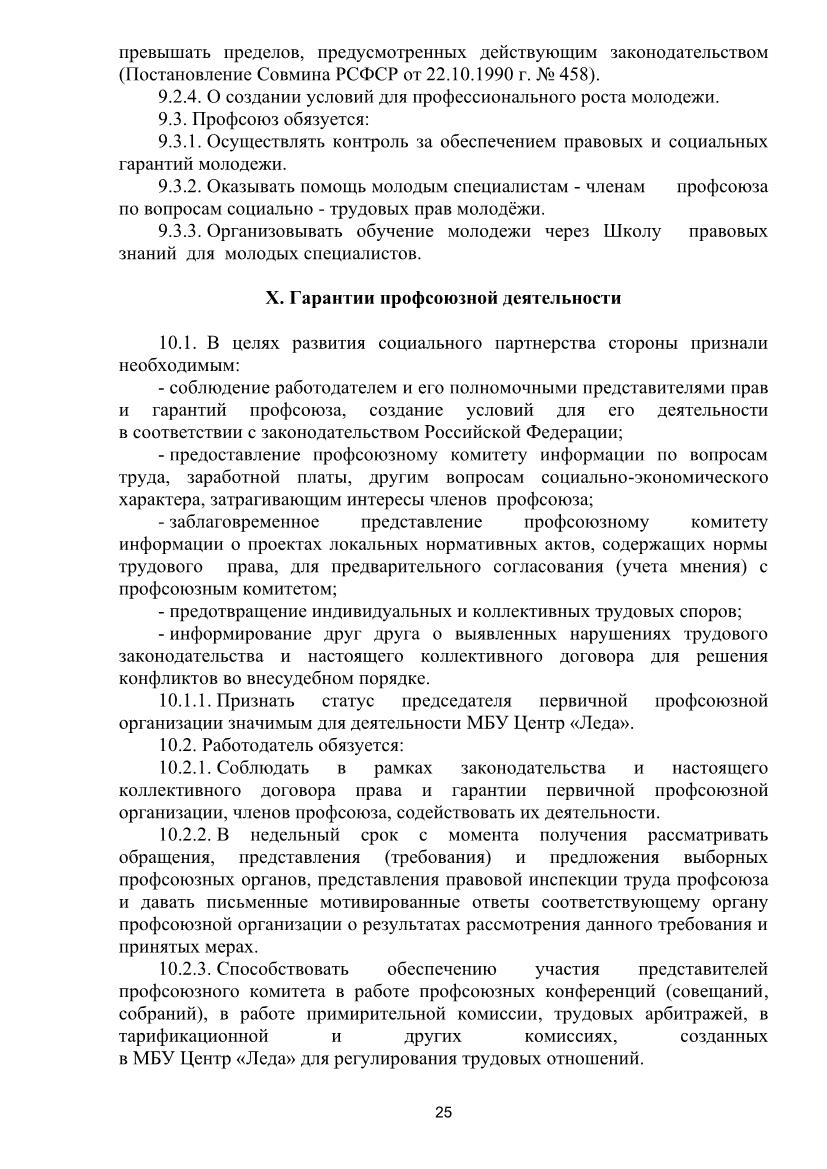 превышать пределов, предусмотренных действующим законодательством
(Постановление Совмина РСФСР от 22.10.1990 г. № 458).
9.2.4. О создании условий для профессионального роста молодежи.
9.3. Профсоюз обязуется:
9.3.1. Осуществлять контроль за обеспечением правовых и социальных
гарантий молодежи.
9.3.2. Оказывать помощь молодым специалистам - членам профсоюза
по вопросам социально - трудовых прав молодёжи.
9.3.3. Организовывать обучение молодежи через Школу правовых
знаний для молодых специалистов.
X. Гарантии профсоюзной деятельности
10.1. В целях развития социального партнерства стороны признали
необходимым:
- соблюдение работодателем и его полномочными представителями прав
и гарантий профсоюза, создание условий для его деятельности
в соответствии с законодательством Российской Федерации;
- предоставление профсоюзному комитету информации по вопросам
труда, заработной платы, другим вопросам социально-экономического
характера, затрагивающим интересы членов профсоюза;
- заблаговременное представление профсоюзному комитету
информации о проектах локальных нормативных актов, содержащих нормы
трудового права, для предварительного согласования (учета мнения) с
профсоюзным комитетом;
- предотвращение индивидуальных и коллективных трудовых споров;
- информирование друг друга о выявленных нарушениях трудового
законодательства и настоящего коллективного договора для решения
конфликтов во внесудебном порядке.
10.1.1. Признать статус председателя первичной профсоюзной
организации значимым для деятельности МБУ Центр «Леда».
10.2. Работодатель обязуется:
10.2.1. Соблюдать в рамках законодательства и настоящего
коллективного договора права и гарантии первичной профсоюзной
организации, членов профсоюза, содействовать их деятельности.
10.2.2. В недельный срок с момента получения рассматривать
обращения, представления (требования) и предложения выборных
профсоюзных органов, представления правовой инспекции труда профсоюза
и давать письменные мотивированные ответы соответствующему органу
профсоюзной организации о результатах рассмотрения данного требования и
принятых мерах.
10.2.3. Способствовать обеспечению участия представителей
профсоюзного комитета в работе профсоюзных конференций (совещаний,
собраний), в работе примирительной комиссии, трудовых арбитражей, в
тарификационной и других комиссиях, созданных
в МБУ Центр «Леда» для регулирования трудовых отношений.
25